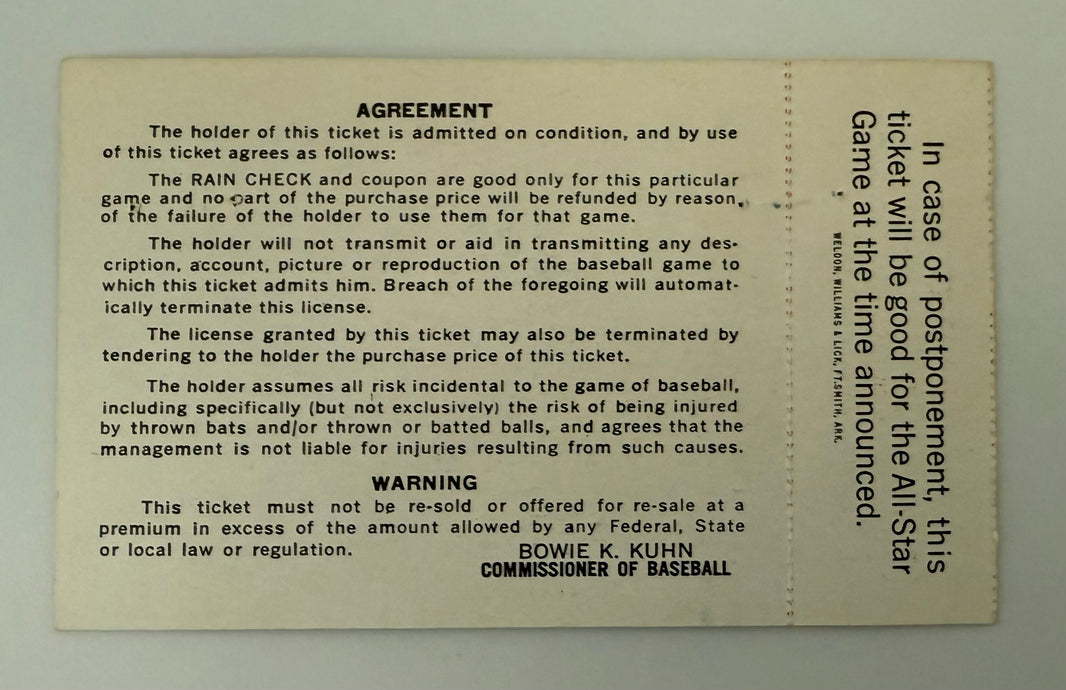 AGREEMENT
The holder of this ticket is admitted on condition, and by use
of this ticket agrees as follows:
The RAIN CHECK and coupon are good only for this particular
game and no part of the purchase price will be refunded by reason,
of the failure of the holder to use them for that game.
The holder will not transmit or aid in transmitting any des-
cription, account, picture or reproduction of the baseball game to
which this ticket admits him. Breach of the foregoing will automat-
ically terminate this license.
The license granted by this ticket may also be terminated by
tendering to the holder the purchase price of this ticket.
The holder assumes all risk incidental to the game of baseball,
including specifically (but not exclusively) the risk of being injured
by thrown bats and/or thrown or batted balls, and agrees that the
management is not liable for injuries resulting from such causes.
WARNING
This ticket must not be re-sold or offered for re-sale at a
premium in excess of the amount allowed by any Federal, State
or local law or regulation.
BOWIE K. KUHN
COMMISSIONER OF BASEBALL
In case of postponement, this
ticket will be good for the All-Star
Game at the time announced.
WELDON, WILLIAMS & LICK, FT. SMITH, ARK.